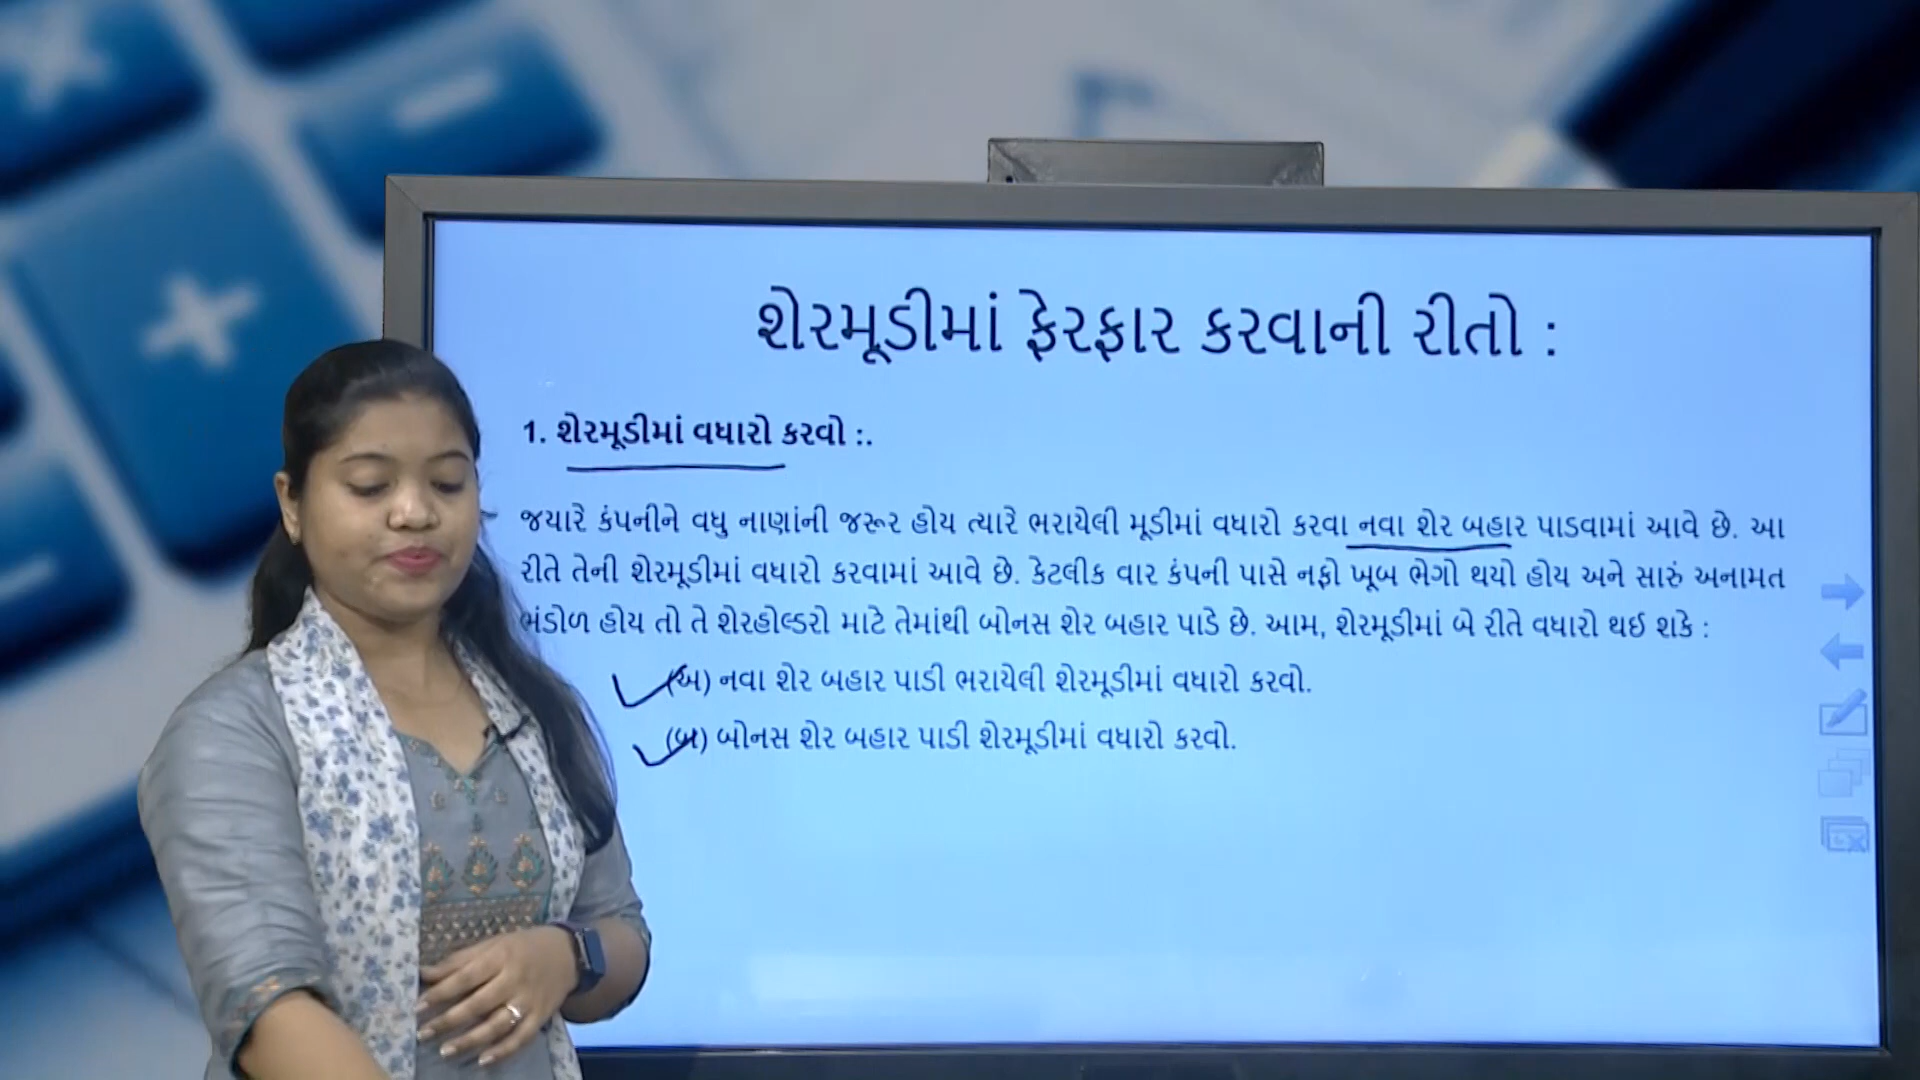 શેરમૂડીમાં ફેરફાર કરવાની રીતો :
1. શેરમૂડીમાં વધારો કરવો :.
જયારે કંપનીને વધુ નાણાંની જરૂર હોય ત્યારે ભરાયેલી મૂડીમાં વધારો કરવા નવા શેર બહાર પાડવામાં આવે છે. આ
રીતે તેની શેરમૂડીમાં વધારો કરવામાં આવે છે. કેટલીક વાર કંપની પાસે નફો ખૂબ ભેગો થયો હોય અને સારું અનામત
ભંડોળ હોય તો તે શેરહોલ્ડરો માટે તેમાંથી બોનસ શેર બહાર પાડે છે. આમ, શેરમૂડીમાં બે રીતે વધારો થઈ શકે :
(અ) નવા શેર બહાર પાડી ભરાયેલી શેરમૂડીમાં વધારો કરવો.
(બ) બોનસ શેર બહાર પાડી શેરમૂડીમાં વધારો કરવો.